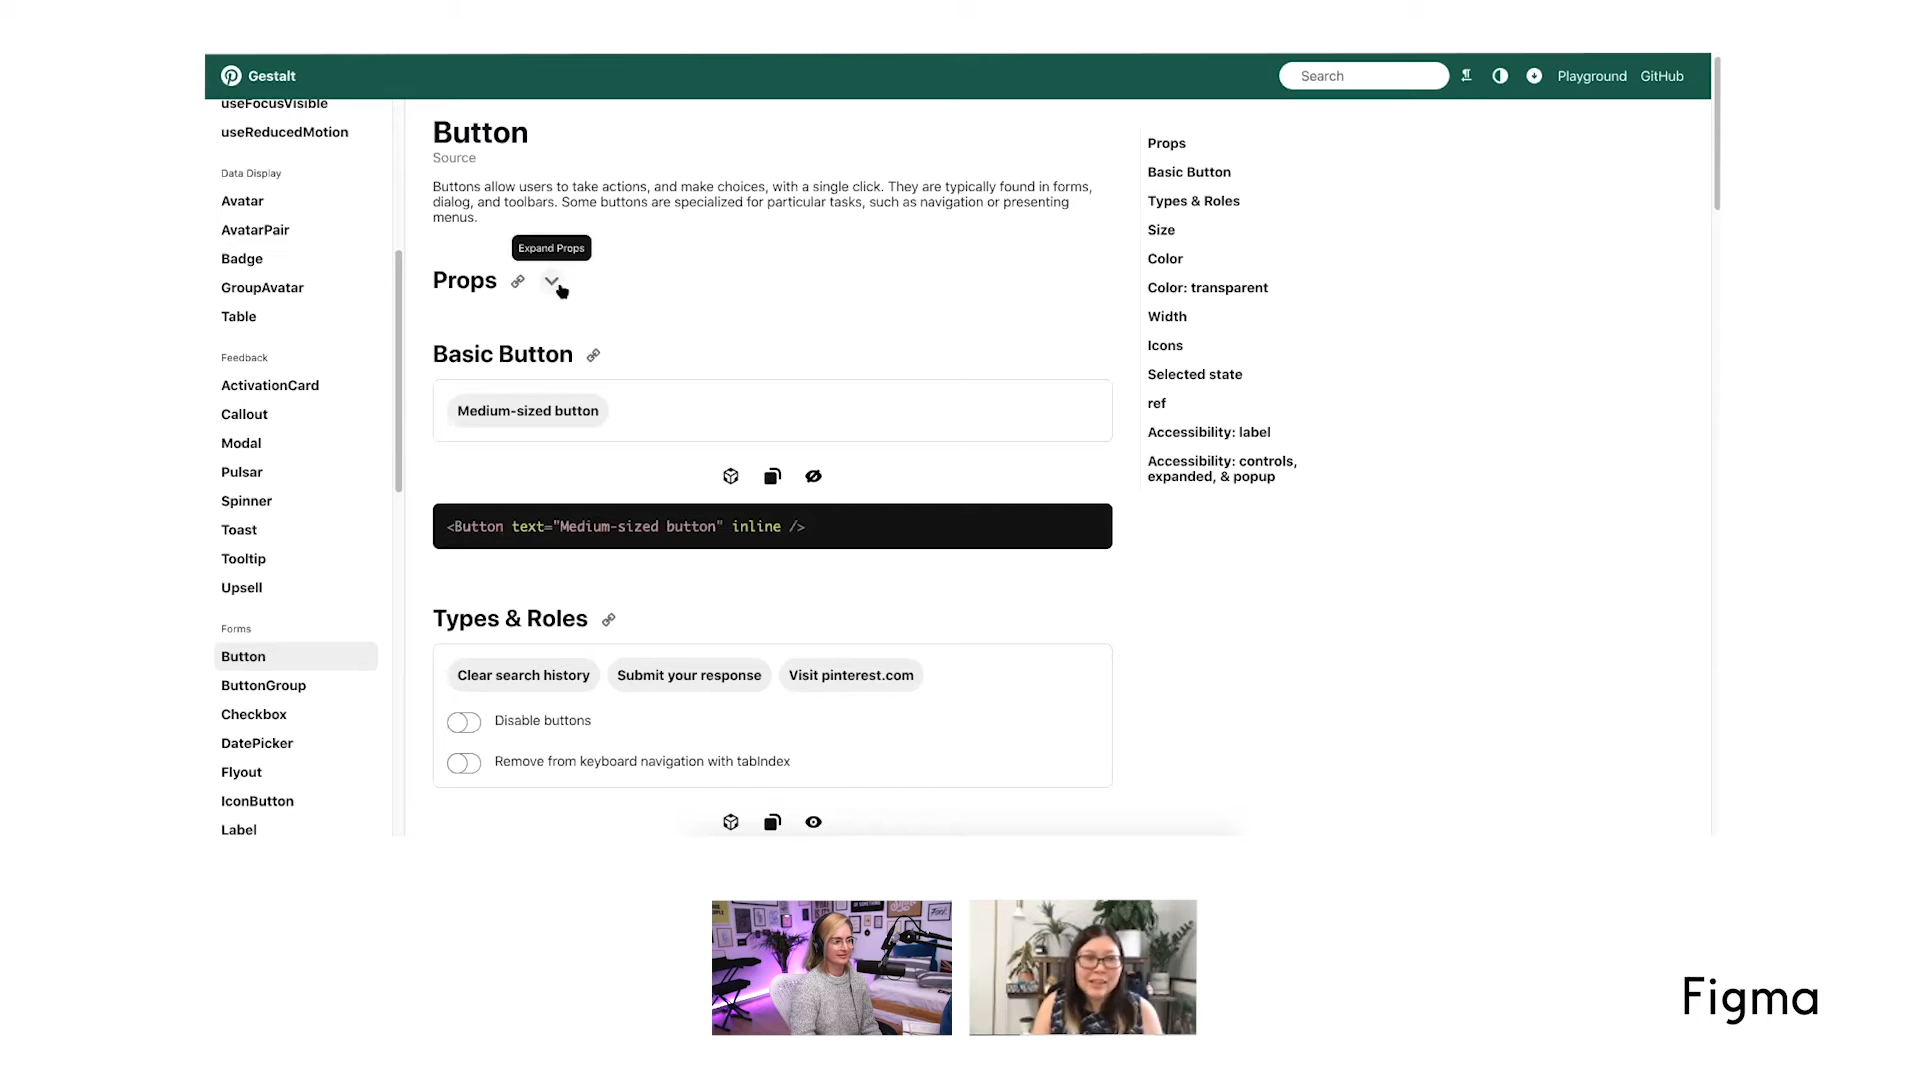 Gestalt
Search
Playground
GitHub
useFocusVisible
useReducedMotion
Data Display
Avatar
AvatarPair
Badge
GroupAvatar
Table
Feedback
ActivationCard
Callout
Modal
Pulsar
Spinner
Toast
Tooltip
Upsell
Forms
Button
ButtonGroup
Checkbox
DatePicker
Flyout
IconButton
Label
Button
Source
Buttons allow users to take actions, and make choices, with a single click. They are typically found in forms,
dialog, and toolbars. Some buttons are specialized for particular tasks, such as navigation or presenting
menus.
Expand Props
Props
Basic Button
Medium-sized button
<Button text="Medium-sized button" inline />
Types & Roles
Clear search history
Submit your response
Visit pinterest.com
Disable buttons
Remove from keyboard navigation with tabIndex
Props
Basic Button
Types & Roles
Size
Color
Color: transparent
Width
Icons
Selected state
ref
Accessibility: label
Accessibility: controls,
expanded, & popup
Figma